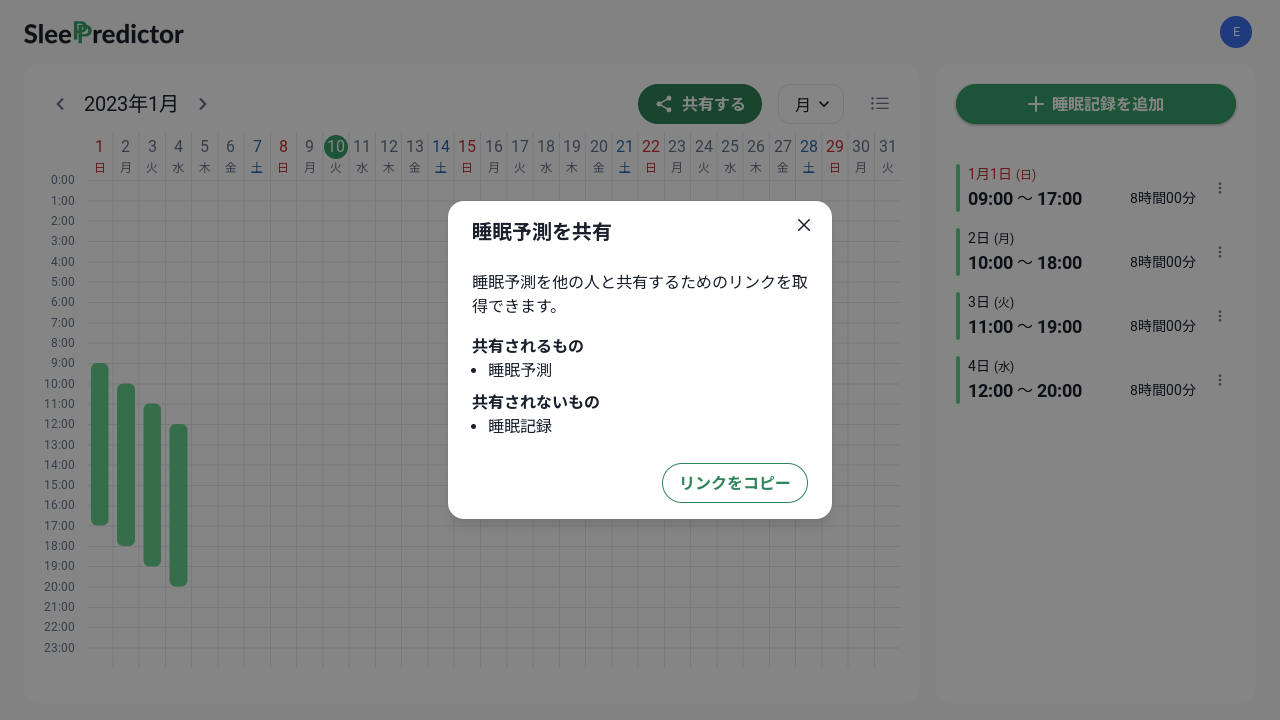 SleePredictor
E
2023年1月
共有する
月
睡眠記録を追加
1 2 3 4 5 6 7 8 9 10 11 12 13 14 15 16 17 18 19 20 21 22 23 24 25 26 27 28 29 30 31
日 月 火 水 木 金 土 日 月 火 水 木 金 土 日 月 火 水 木 金 土 日 月 火 水 木 金 土 日 月 火
0:00
1:00
2:00
3:00
4:00
5:00
6:00
7:00
8:00
9:00
10:00
11:00
12:00
13:00
14:00
15:00
16:00
17:00
18:00
19:00
20:00
21:00
22:00
23:00
睡眠予測を共有
睡眠予測を他の人と共有するためのリンクを取
得できます。
共有されるもの
• 睡眠予測
共有されないもの
• 睡眠記録
リンクをコピー
1月1日 (日)
09:00 〜 17:00 8時間00分
2日 (月)
10:00 〜 18:00 8時間00分
3日 (火)
11:00 〜 19:00 8時間00分
4日 (水)
12:00 〜 20:00 8時間00分